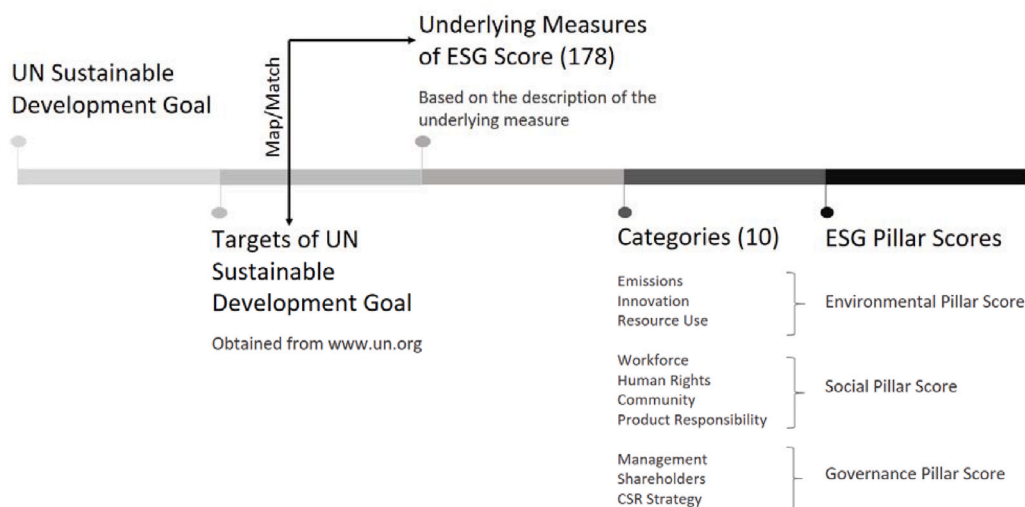 UN Sustainable
Development Goal
Map/Match
Underlying Measures
of ESG Score (178)
Based on the description of the
underlying measure
Targets of UN
Sustainable
Development Goal
Obtained from www.un.org
Categories (10)
Emissions
Innovation
Resource Use
Workforce
Human Rights
Community
Product Responsibility
Management
Shareholders
CSR Strategy
ESG Pillar Scores
Environmental Pillar Score
Social Pillar Score
Governance Pillar Score